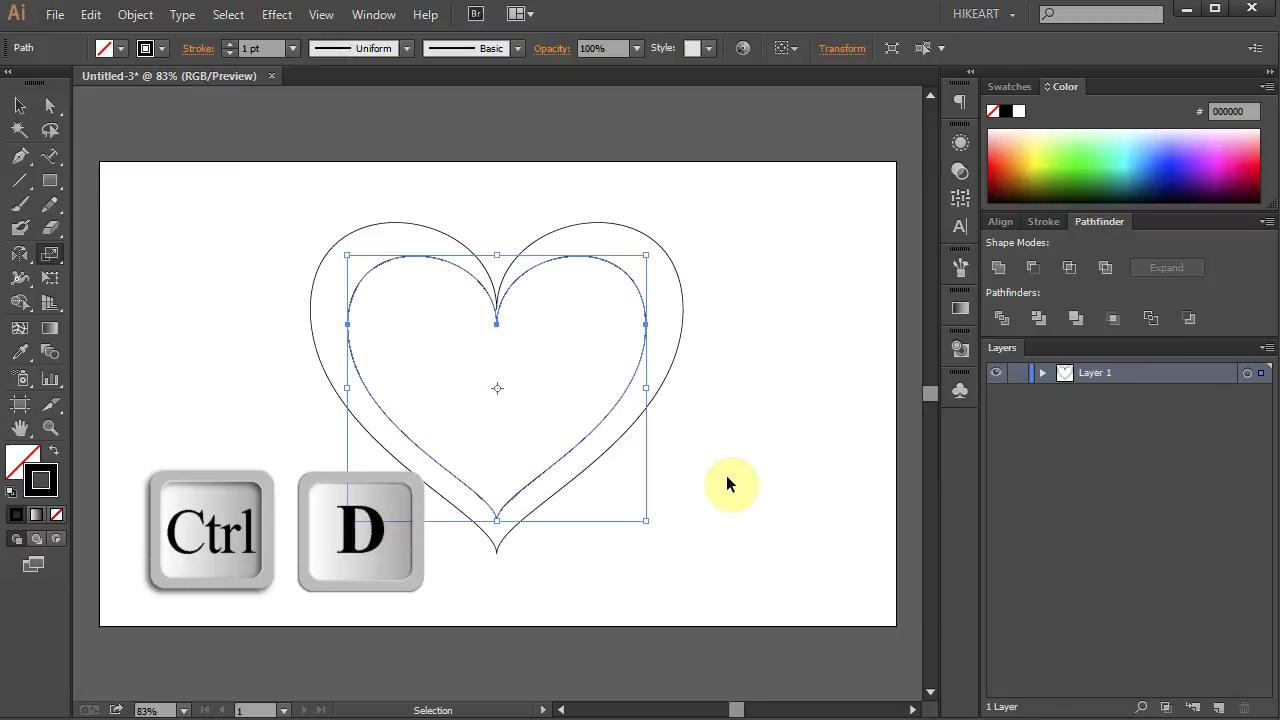 Ai File Edit Object Type Select Effect View Window Help Br HIKEART
Path Stroke: 1 pt Uniform Basic Opacity: 100% Style: Transform
Untitled-3* @ 83% (RGB/Preview) ×
Swatches Color
# 000000
Align Stroke Pathfinder
Shape Modes:
Expand
Pathfinders:
Layers
Layer 1
Ctrl D
1 Layer
83% 1 Selection